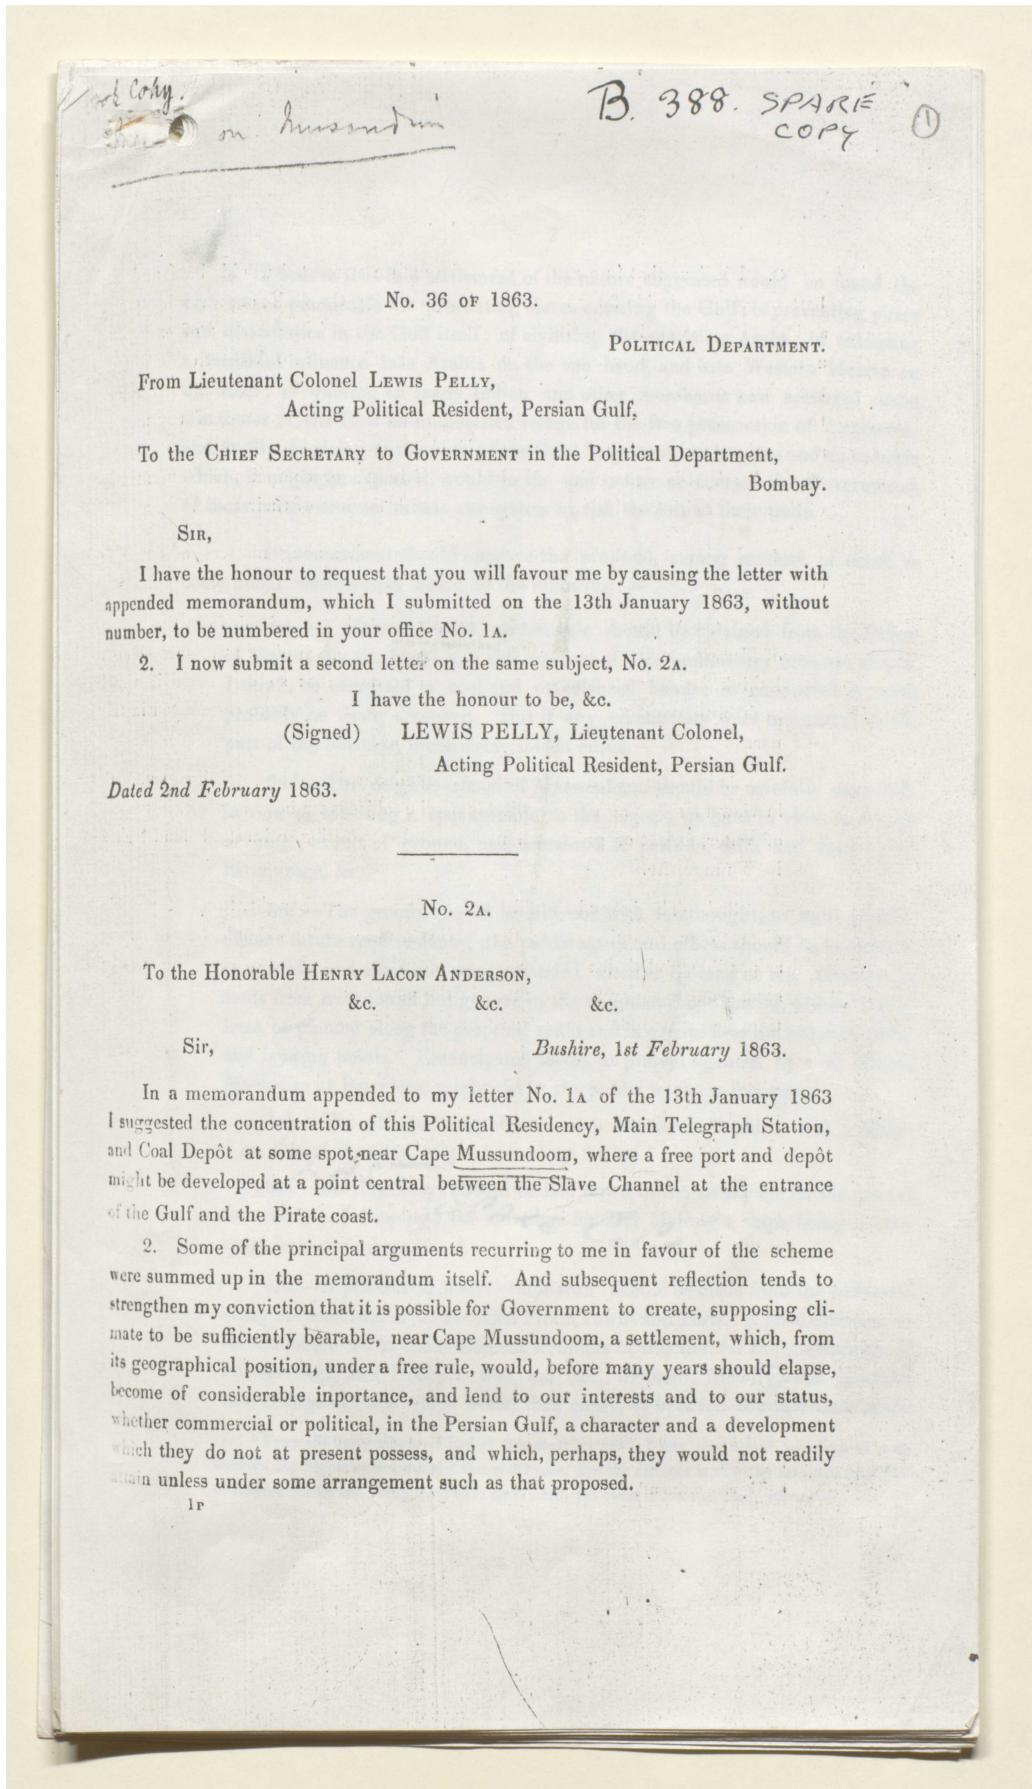 Copy.
on Musandim
B. 388. SPARE
COPY
1
No. 36 OF 1863.
POLITICAL DEPARTMENT.
From Lieutenant Colonel LEWIS PELLY,
Acting Political Resident, Persian Gulf.
To the CHIEF SECRETARY to GOVERNMENT in the Political Department,
Bombay.
SIR,
I have the honour to request that you will favour me by causing the letter with
appended memorandum, which I submitted on the 13th January 1863, without
number, to be numbered in your office No. 1A.
2. I now submit a second letter on the same subject, No. 2A.
I have the honour to be, &c.
(Signed) LEWIS PELLY, Lieutenant Colonel,
Acting Political Resident, Persian Gulf.
Dated 2nd February 1863.
No. 2A.
To the Honorable HENRY LACON ANDERSON,
&c. &c. &c.
Sir,
Bushire, 1st February 1863.
In a memorandum appended to my letter No. 1A of the 13th January 1863
I suggested the concentration of this Political Residency, Main Telegraph Station,
and Coal Depôt at some spot near Cape Mussundoom, where a free port and depôt
might be developed at a point central between the Slave Channel at the entrance
of the Gulf and the Pirate coast.
2. Some of the principal arguments recurring to me in favour of the scheme
were summed up in the memorandum itself. And subsequent reflection tends to
strengthen my conviction that it is possible for Government to create, supposing cli-
mate to be sufficiently bearable, near Cape Mussundoom, a settlement, which, from
its geographical position, under a free rule, would, before many years should elapse,
become of considerable inportance, and lend to our interests and to our status,
whether commercial or political, in the Persian Gulf, a character and a development
which they do not at present possess, and which, perhaps, they would not readily
attain unless under some arrangement such as that proposed.
1P